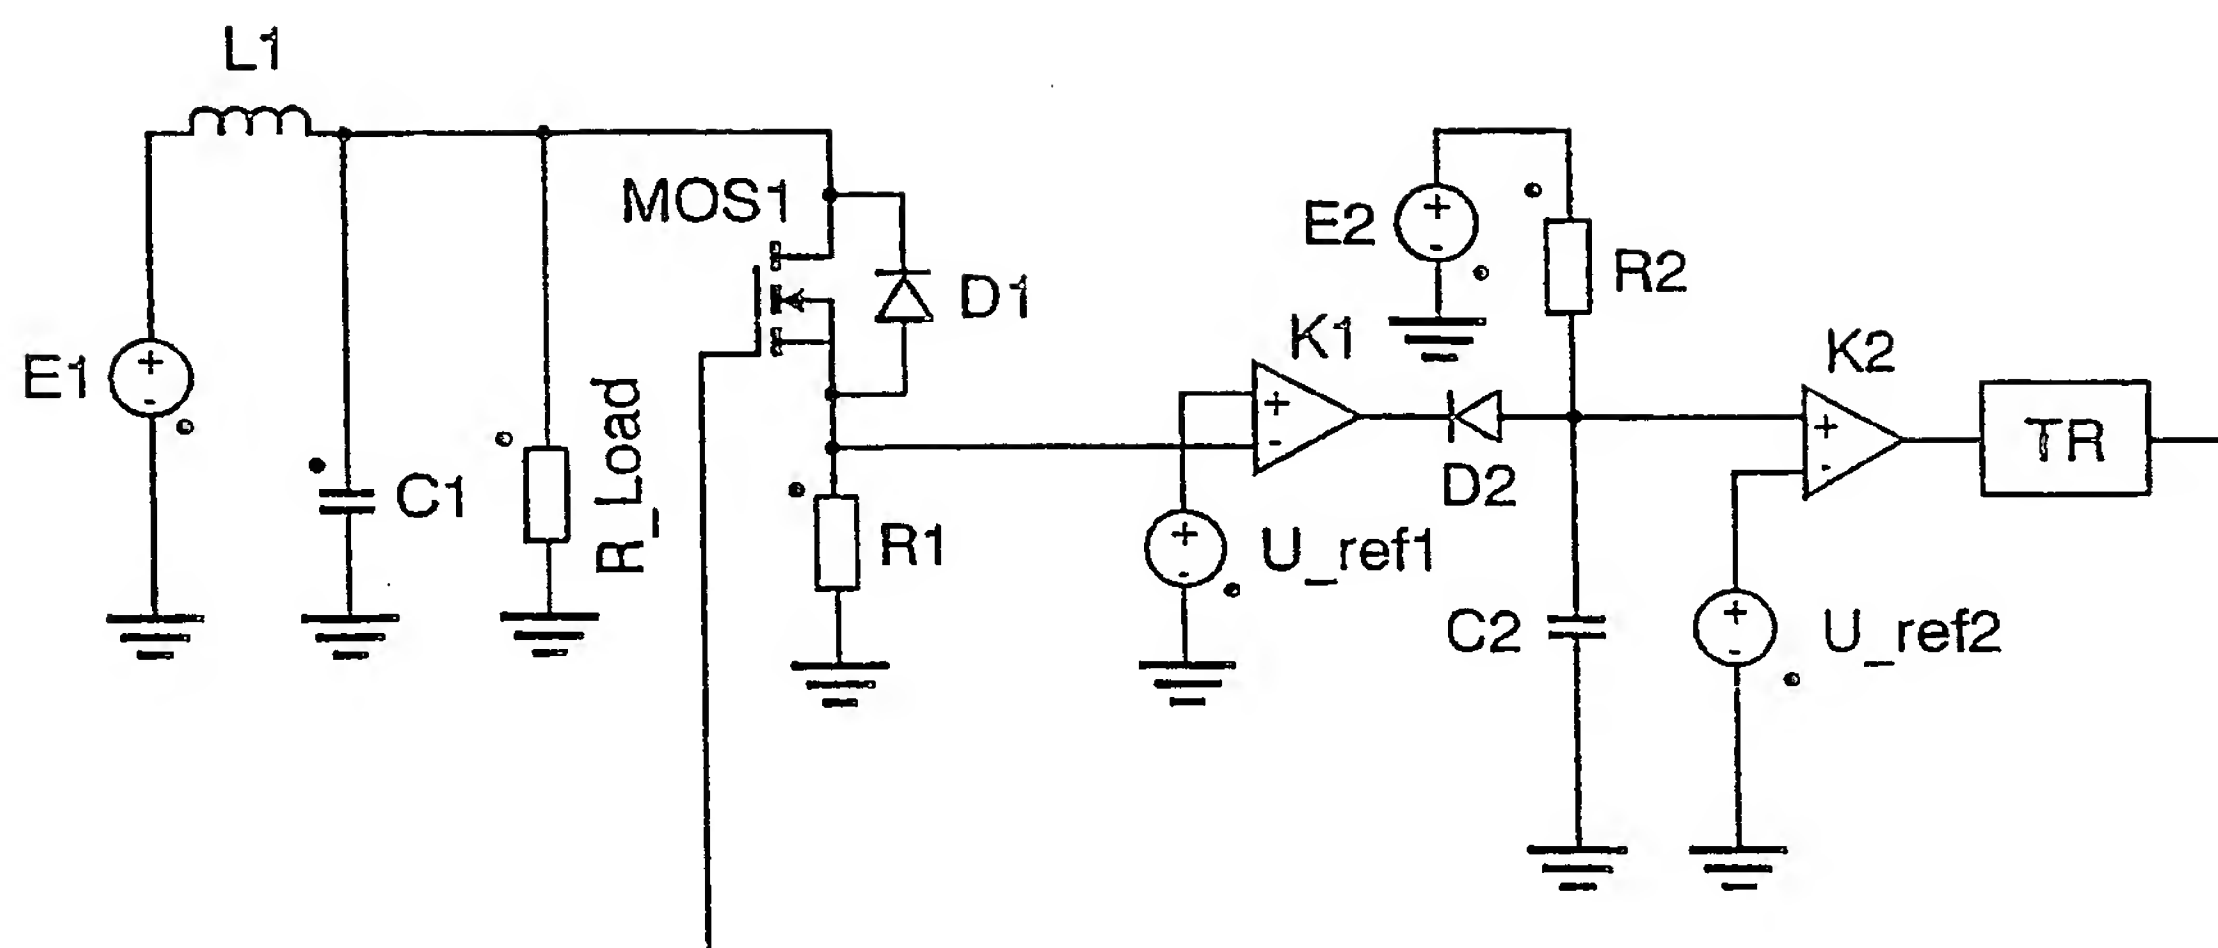 L1
MOS1
E2
R2
D1
K1
K2
E1
R_Load
TR
C1
D2
R1
U_ref1
C2
U_ref2